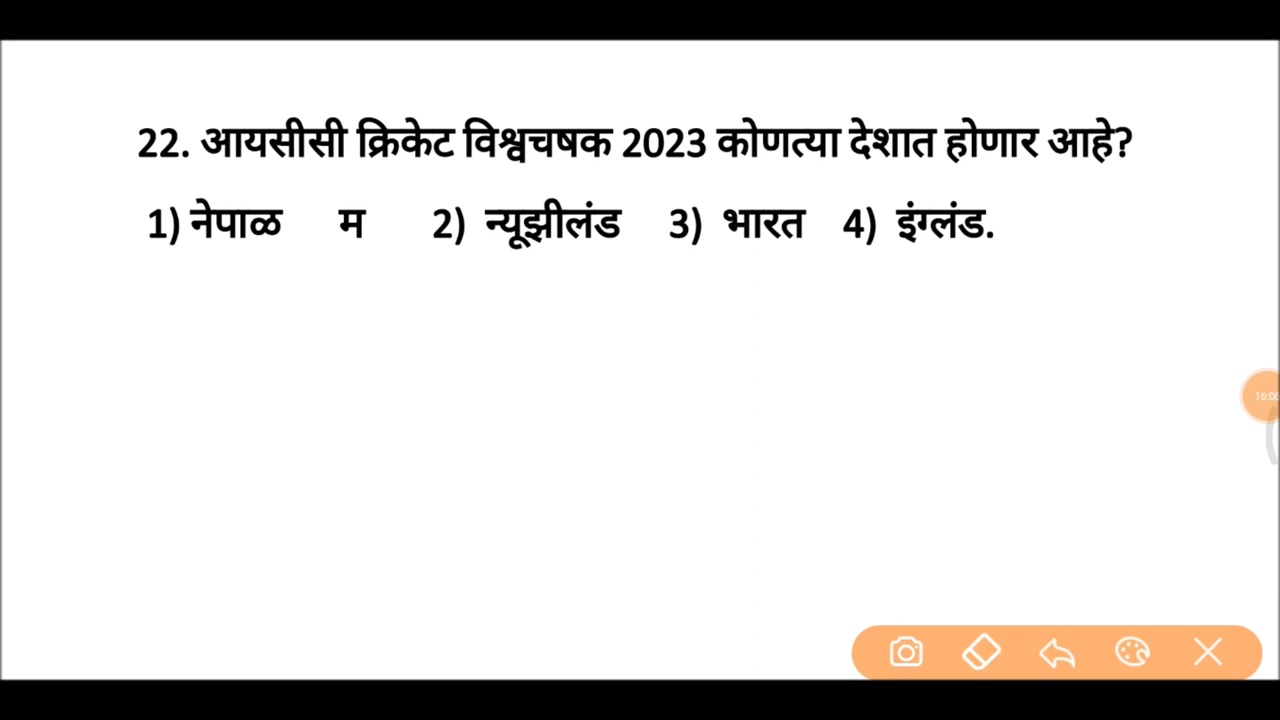 22. आयसीसी क्रिकेट विश्वचषक 2023 कोणत्या देशात होणार आहे?
1) नेपाळ म 2) न्यूझीलंड 3) भारत 4) इंग्लंड.